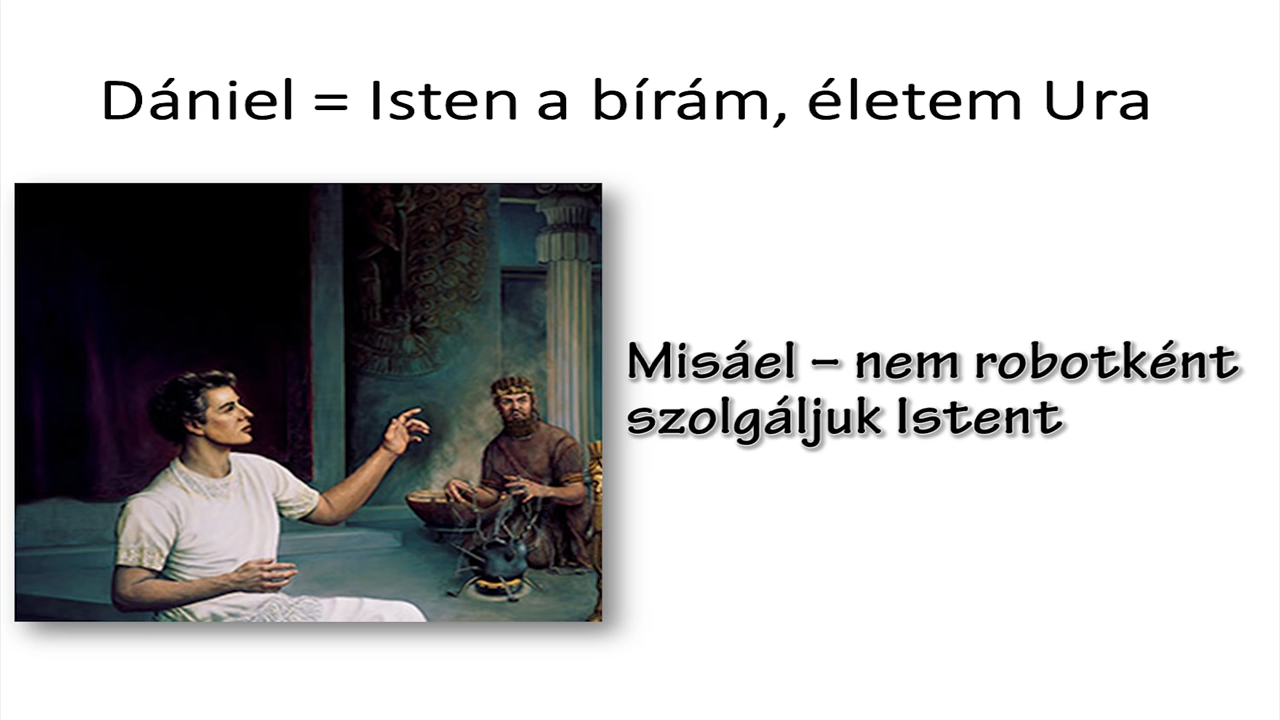 Dániel = Isten a bírám, életem Ura
Misáel – nem robotként
szolgáljuk Istent